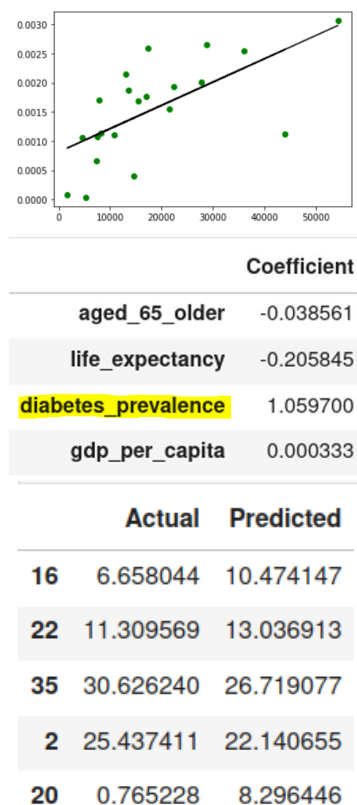 0.0030
0.0025
0.0020
0.0015
0.0010
0.0005
0.0000
0 10000 20000 30000 40000 50000
Coefficient
aged_65_older -0.038561
life_expectancy -0.205845
diabetes_prevalence 1.059700
gdp_per_capita 0.000333
Actual Predicted
16 6.658044 10.474147
22 11.309569 13.036913
35 30.626240 26.719077
2 25.437411 22.140655
20 0.765228 8.296446